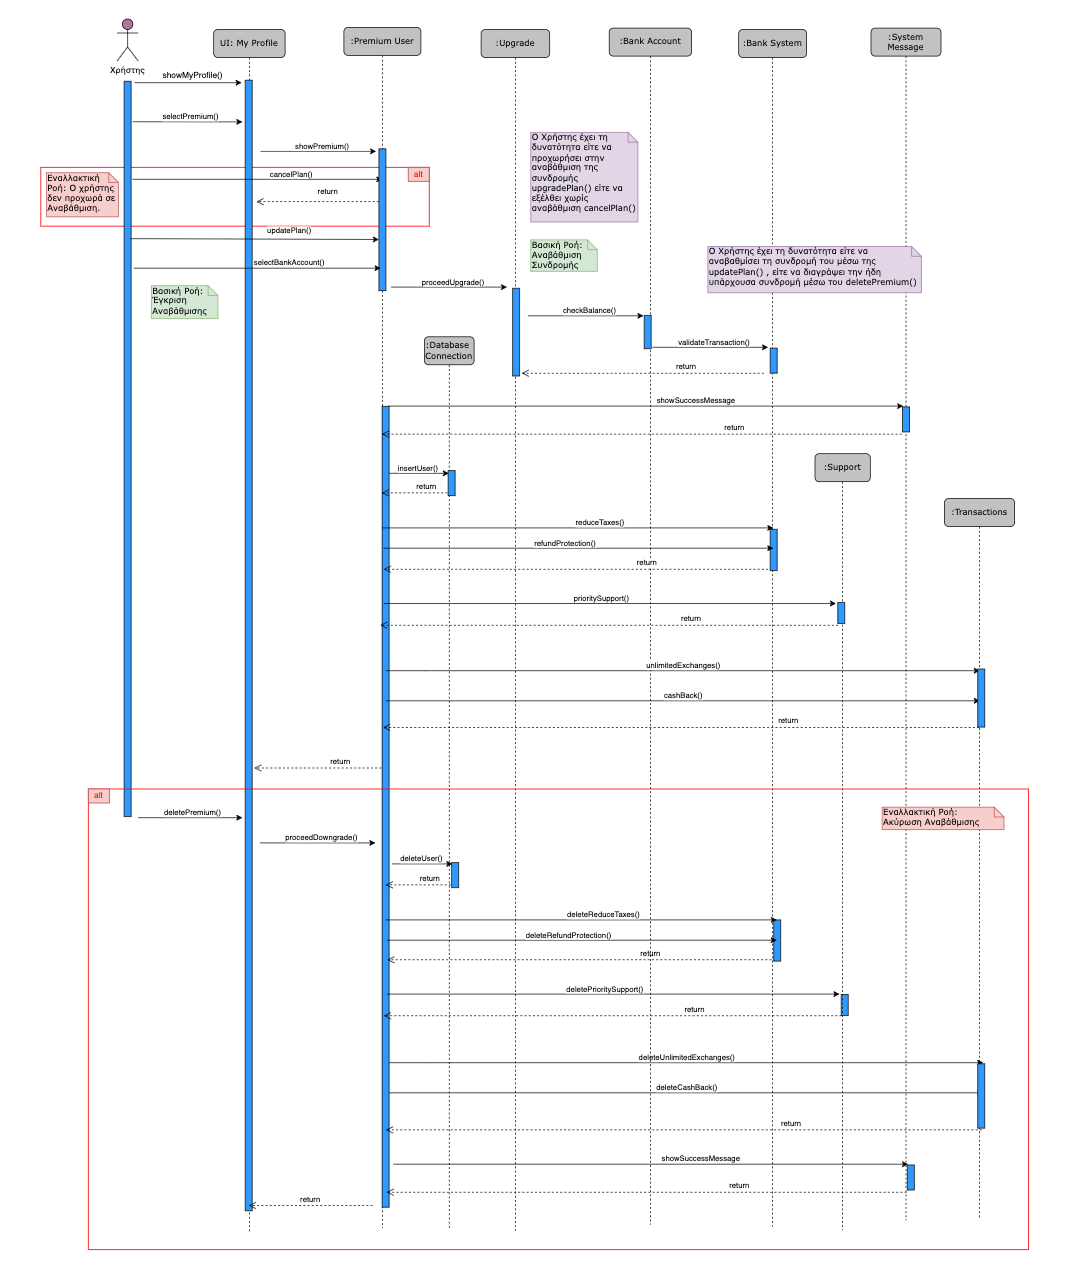 Χρήστης
UI: My Profile
:Premium User
:Upgrade
:Bank Account
:Bank System
:System
Message
showMyProfile()
selectPremium()
showPremium()
alt
Εναλλακτική
Ροή: Ο χρήστης
δεν προχωρά σε
Αναβάθμιση.
cancelPlan()
return
updatePlan()
selectBankAccount()
Ο Χρήστης έχει τη
δυνατότητα είτε να
προχωρήσει στην
αναβάθμιση της
συνδρομής
upgradePlan() είτε να
εξέλθει χωρίς
αναβάθμιση cancelPlan()
Βασική Ροή:
Αναβάθμιση
Συνδρομής
Ο Χρήστης έχει τη δυνατότητα είτε να
αναβαθμίσει τη συνδρομή του μέσω της
updatePlan() , είτε να διαγράψει την ήδη
υπάρχουσα συνδρομή μέσω του deletePremium()
Βασική Ροή:
Έγκριση
Αναβάθμισης
proceedUpgrade()
checkBalance()
:Database
Connection
validateTransaction()
return
showSuccessMessage
return
:Support
insertUser()
return
:Transactions
reduceTaxes()
refundProtection()
return
prioritySupport()
return
unlimitedExchanges()
cashBack()
return
return
alt
deletePremium()
Εναλλακτική Ροή:
Ακύρωση Αναβάθμισης
proceedDowngrade()
deleteUser()
return
deleteReduceTaxes()
deleteRefundProtection()
return
deletePrioritySupport()
return
deleteUnlimitedExchanges()
deleteCashBack()
return
showSuccessMessage
return
return